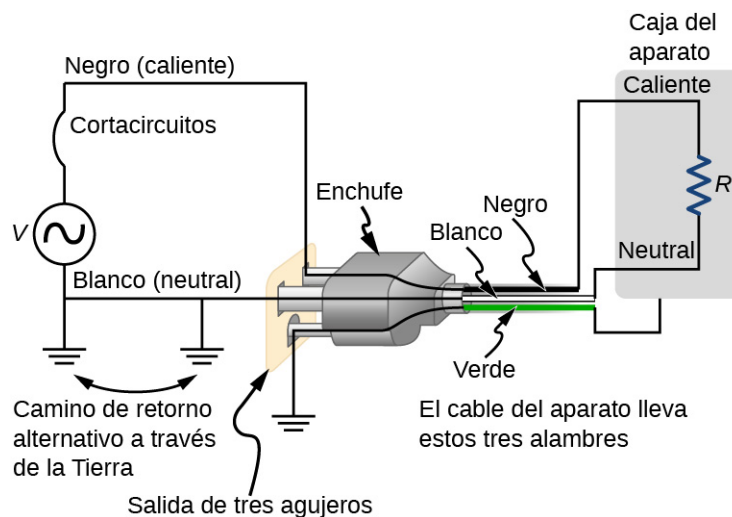 Caja del
aparato
Negro (caliente)
Caliente
Cortacircuitos
Enchufe
Negro
R
V
Blanco
Blanco (neutral)
Neutral
Verde
Camino de retorno
alternativo a través
de la Tierra
El cable del aparato lleva
estos tres alambres
Salida de tres agujeros